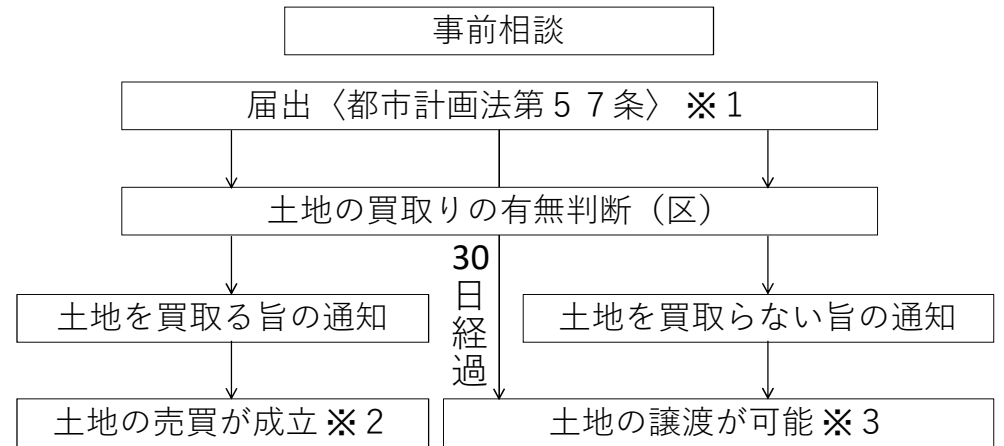 事前相談
届出〈都市計画法第５７条〉※１
土地の買取りの有無判断（区）
30日経過
土地を買取る旨の通知
土地を買取らない旨の通知
土地の売買が成立※２
土地の譲渡が可能※３